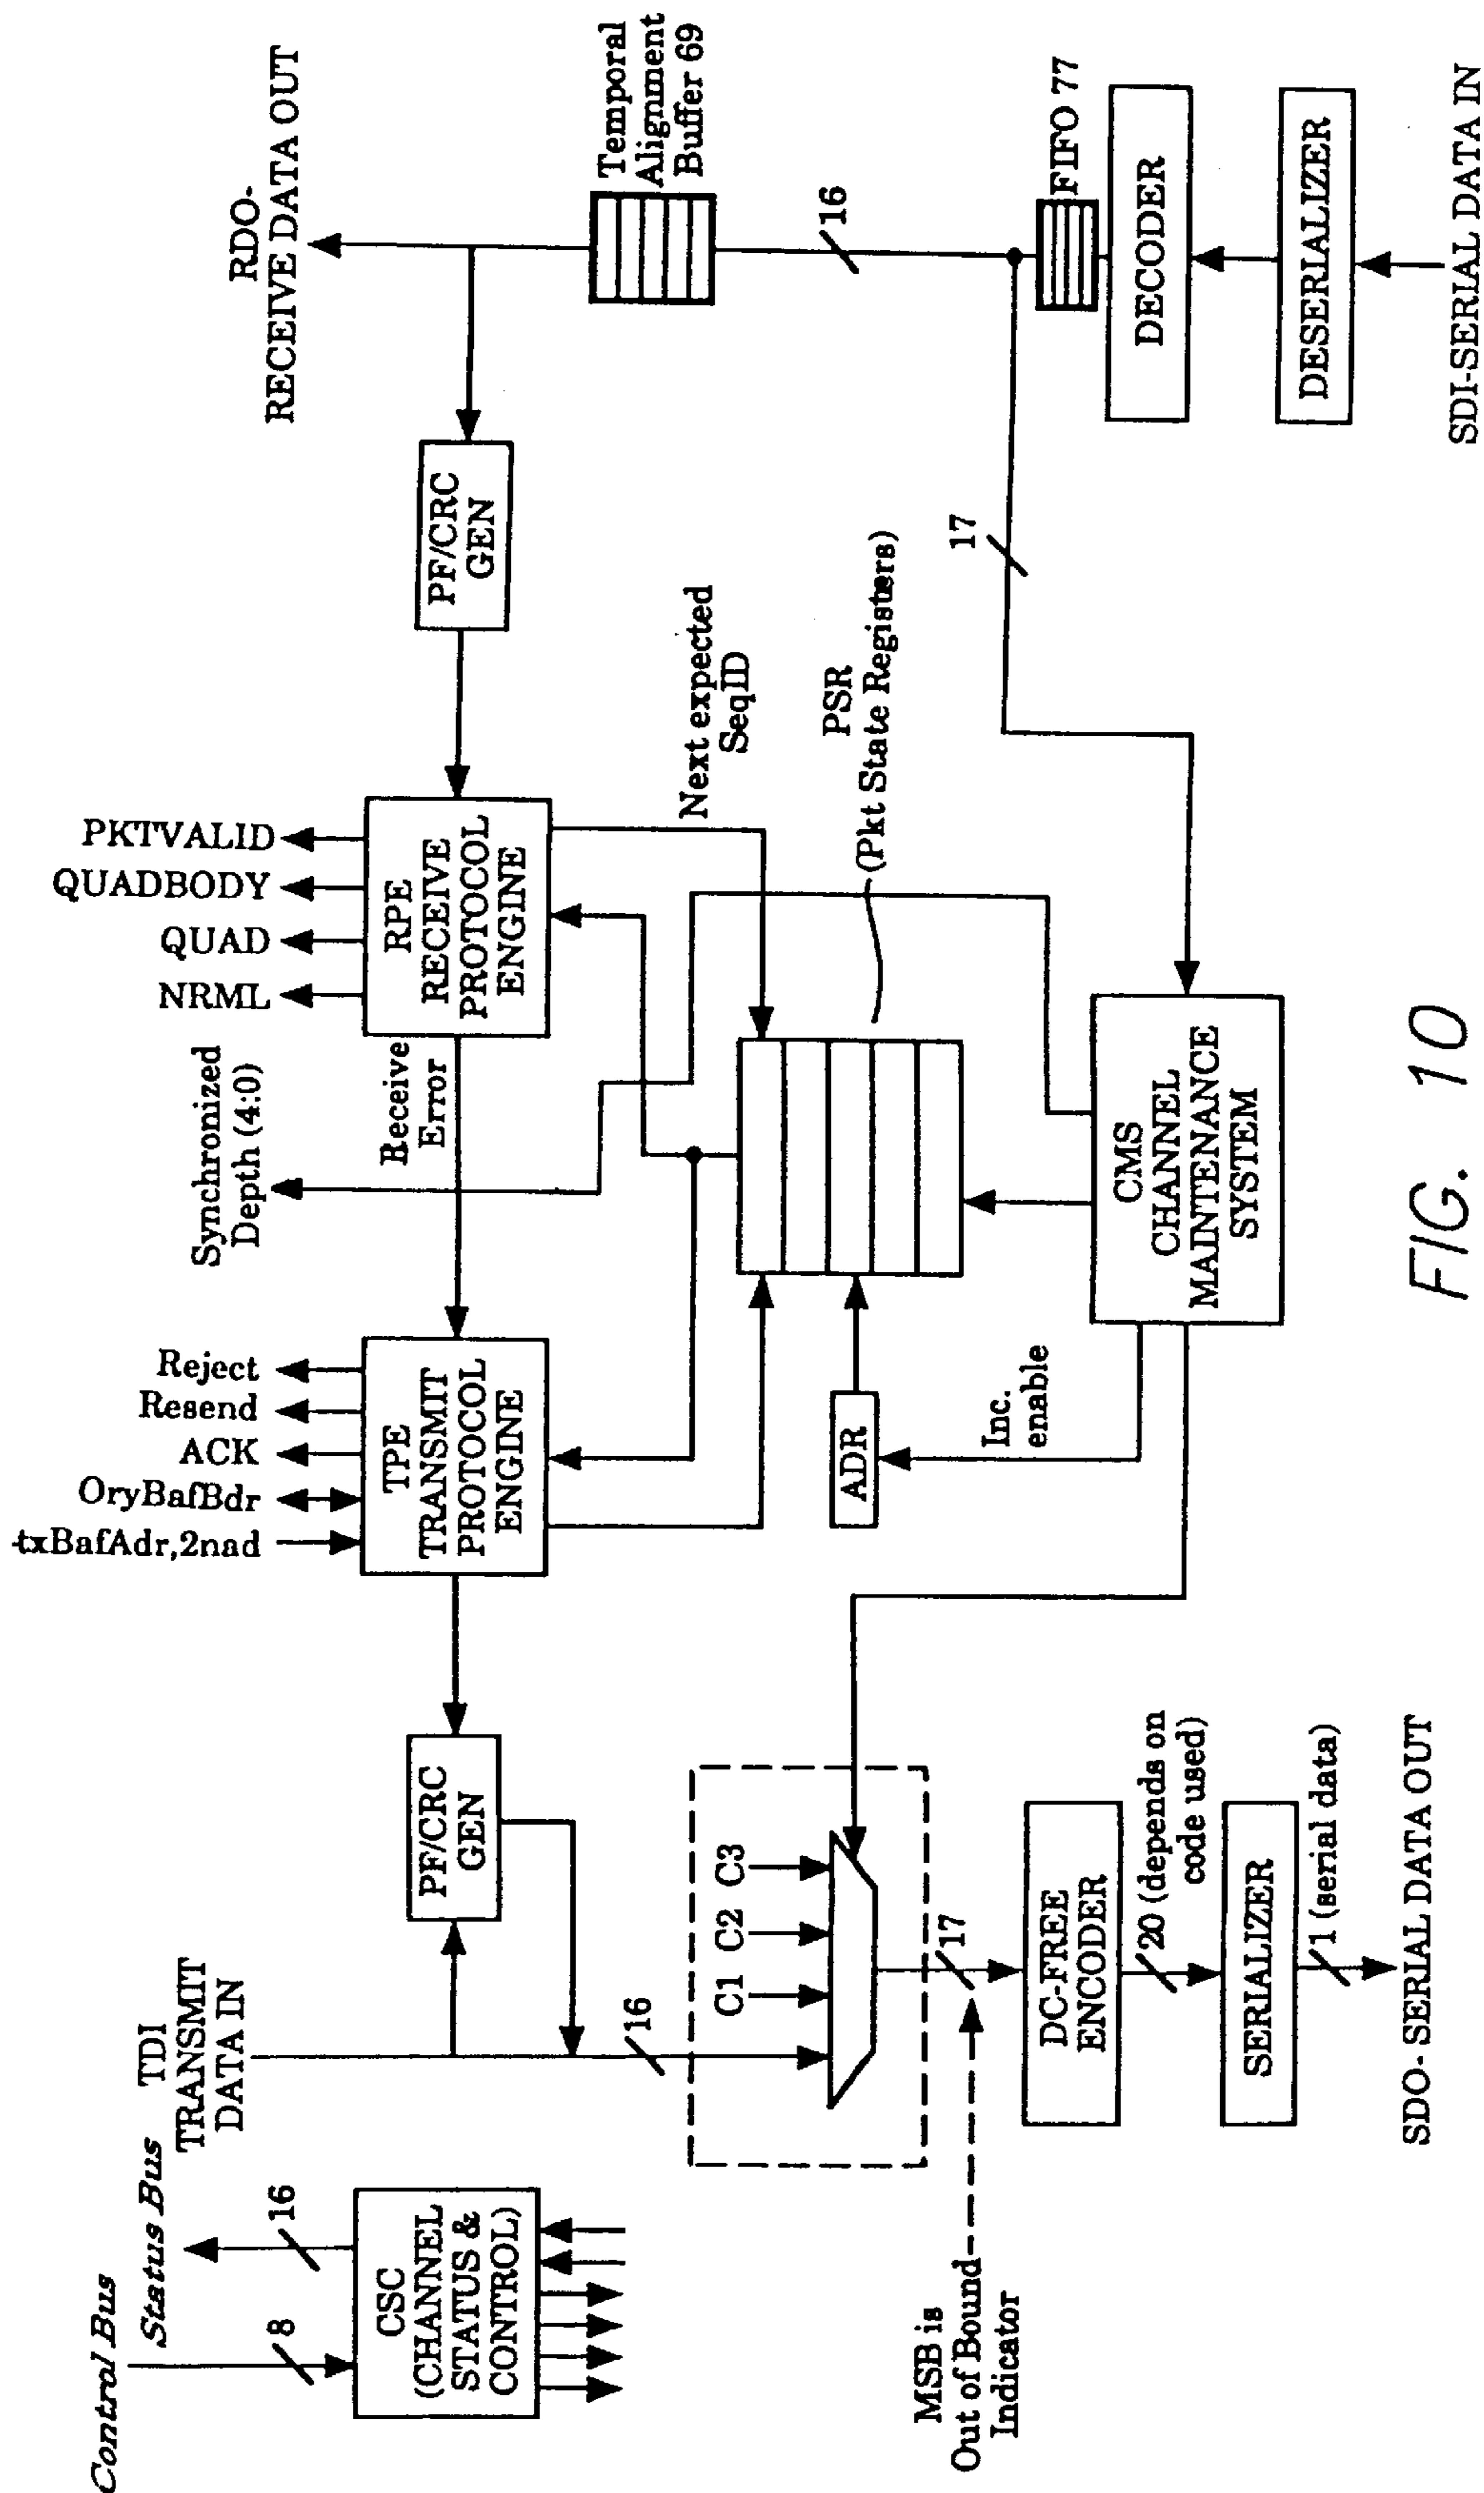 Control Bus
Status Bus
8
16
CSC
(CHANNEL
STATUS &
CONTROL)
TDI
TRANSMIT
DATA IN
PF/CRC
GEN
16
C1
C2
C3
MSB is
Out of Bound
Indicator
17
DC-FREE
ENCODER
20 (depends on
code used)
SERIALIZER
1 (serial data)
SDO-SERIAL DATA OUT
txBafAdr,2nad
OryBafBdr
ACK
Resend
Reject
TPE
TRANSMIT
PROTOCOL
ENGINE
Synchronized
Depth (4:0)
Receive
Error
NRML
QUAD
QUADBODY
PKTVALID
RPE
RECEIVE
PROTOCOL
ENGINE
Next expected
SeqID
PSR
(Pkt State Registers)
ADR
Inc.
enable
CMS
CHANNEL
MAINTENANCE
SYSTEM
PF/CRC
GEN
RDO-
RECEIVE DATA OUT
Temporal
Alignment
Buffer 69
16
17
FIFO 77
DECODER
DESERIALIZER
SDI-SERIAL DATA IN
FIG. 10